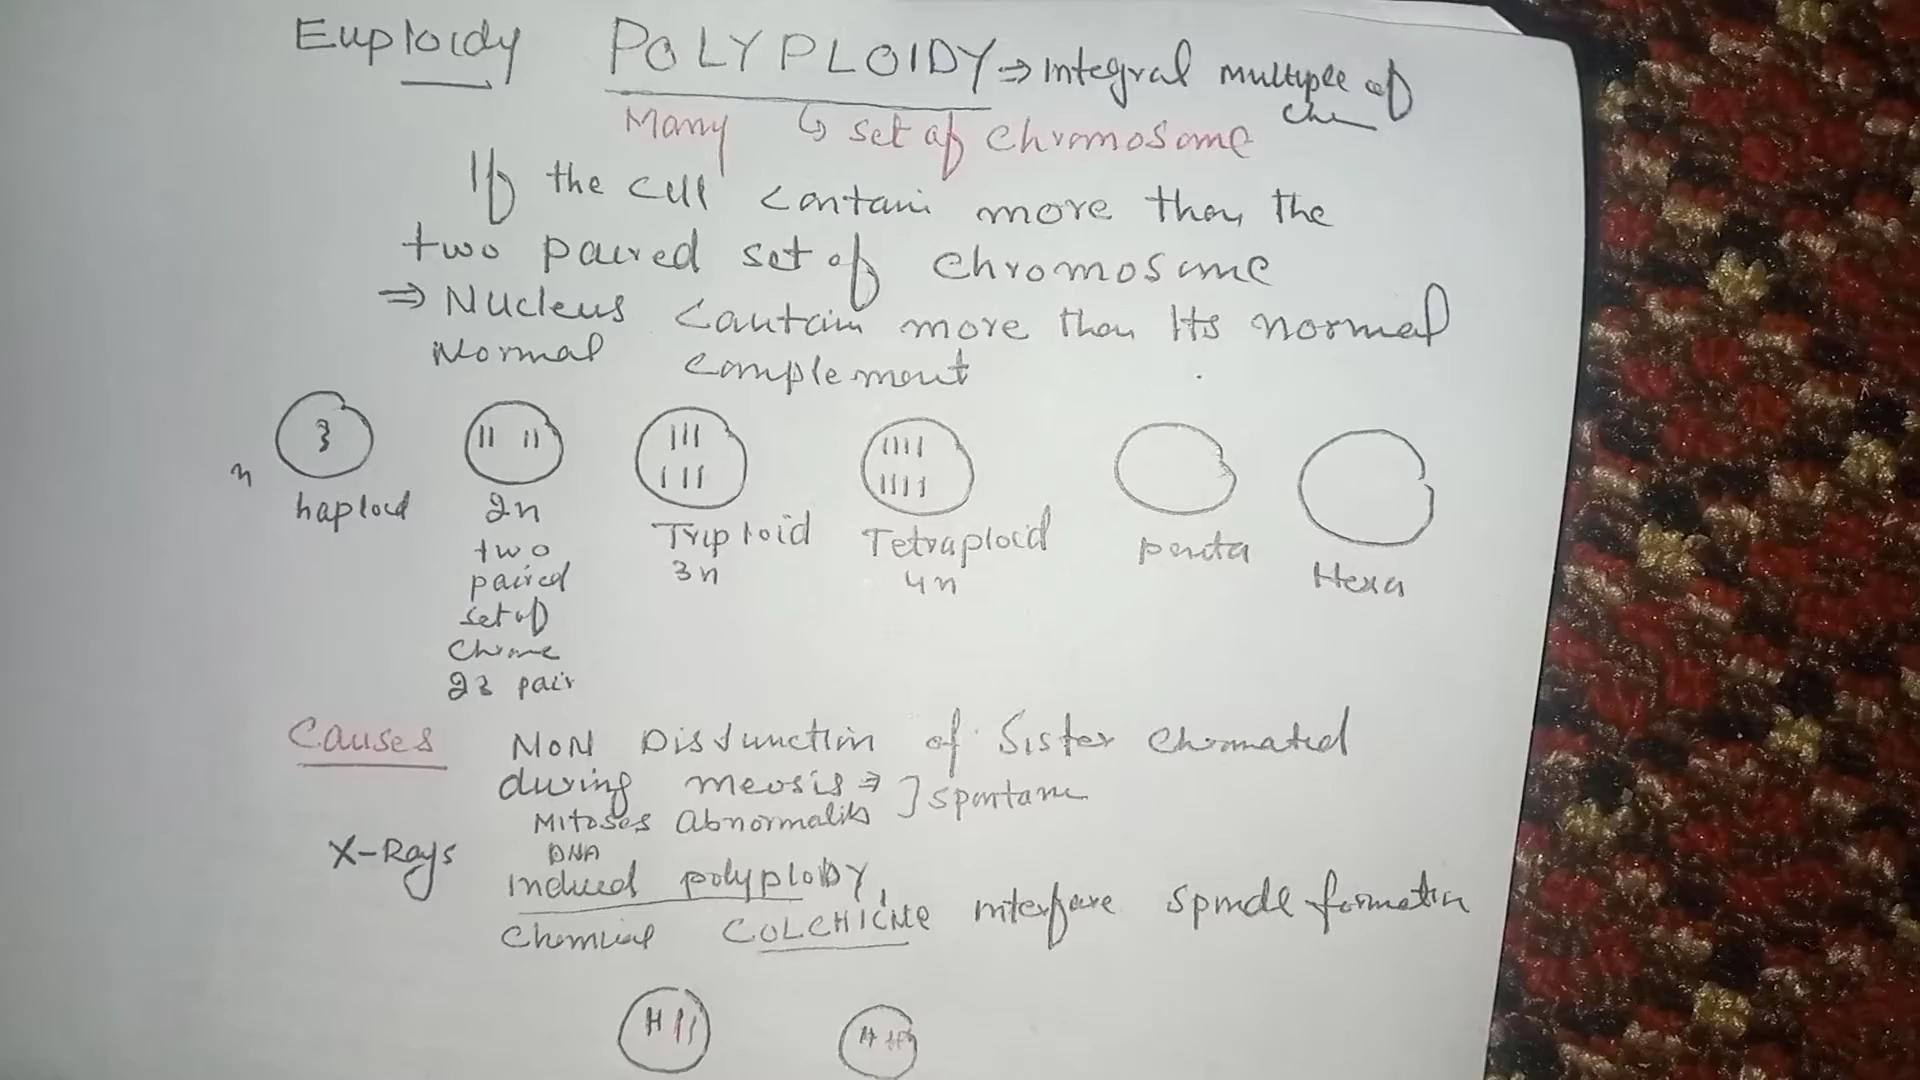 Euploidy POLYPLOIDY ⇒ integral multiple of
Many ↳ set of chromosome
If the cell contain more than the
two paired set of chromosome
⇒ Nucleus contain more than its normal
Normal complement
n haploid 2n Triploid Tetraploid penta Hexa
two 3n 4n
paired
set of
Chrome
23 pair
Causes NON DISJUNCTION of Sister chromatid
during meosis ⇒ ] spontane
Mitoses Abnormalits
X-Rays DNA
induced polyploidy
chemical COLCHICINE interfare spindle formation